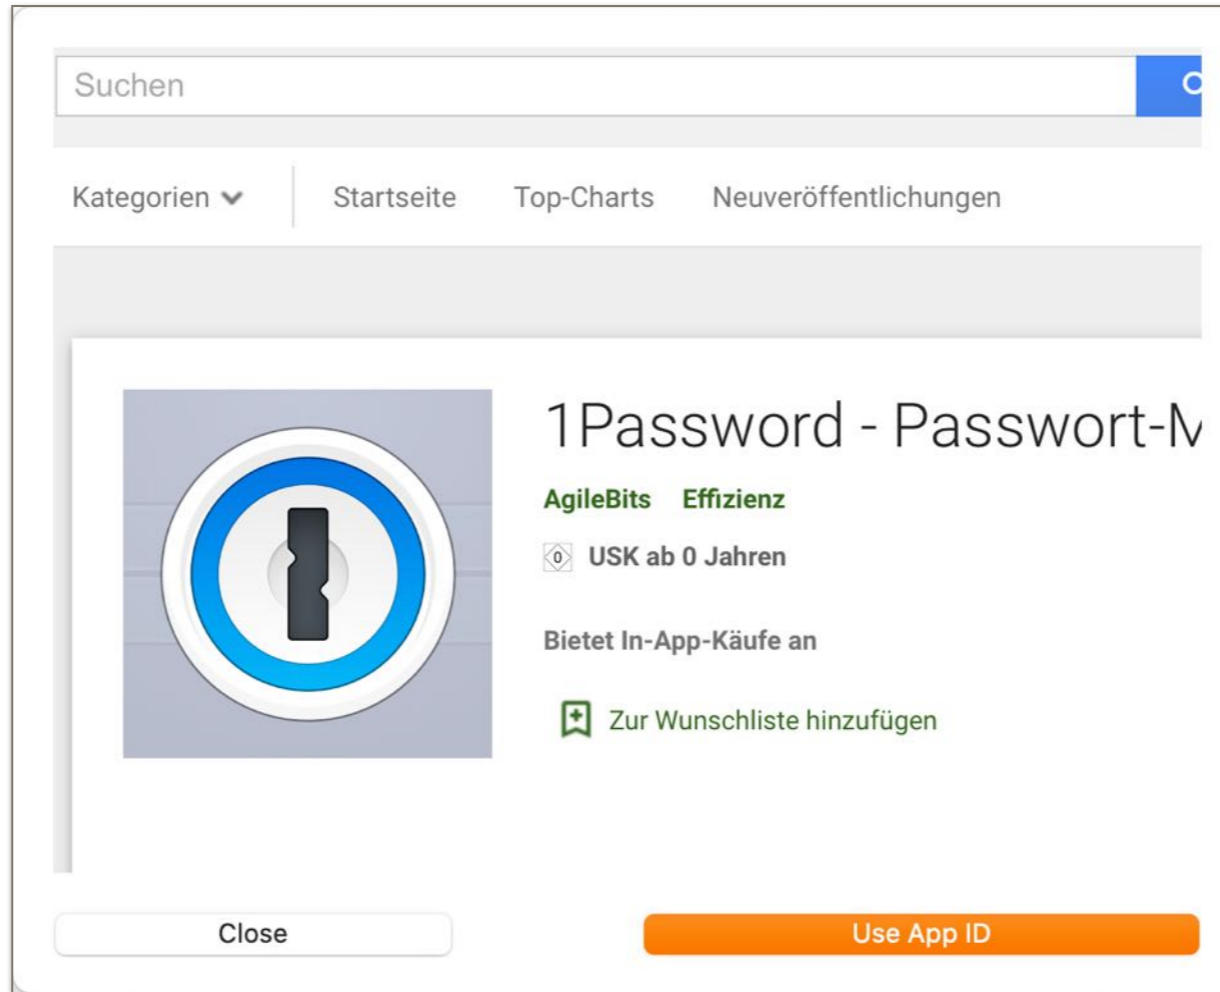 Suchen
Kategorien Startseite Top-Charts Neuveröffentlichungen
1Password - Passwort-M
AgileBits Effizienz
0 USK ab 0 Jahren
Bietet In-App-Käufe an
Zur Wunschliste hinzufügen
Close Use App ID